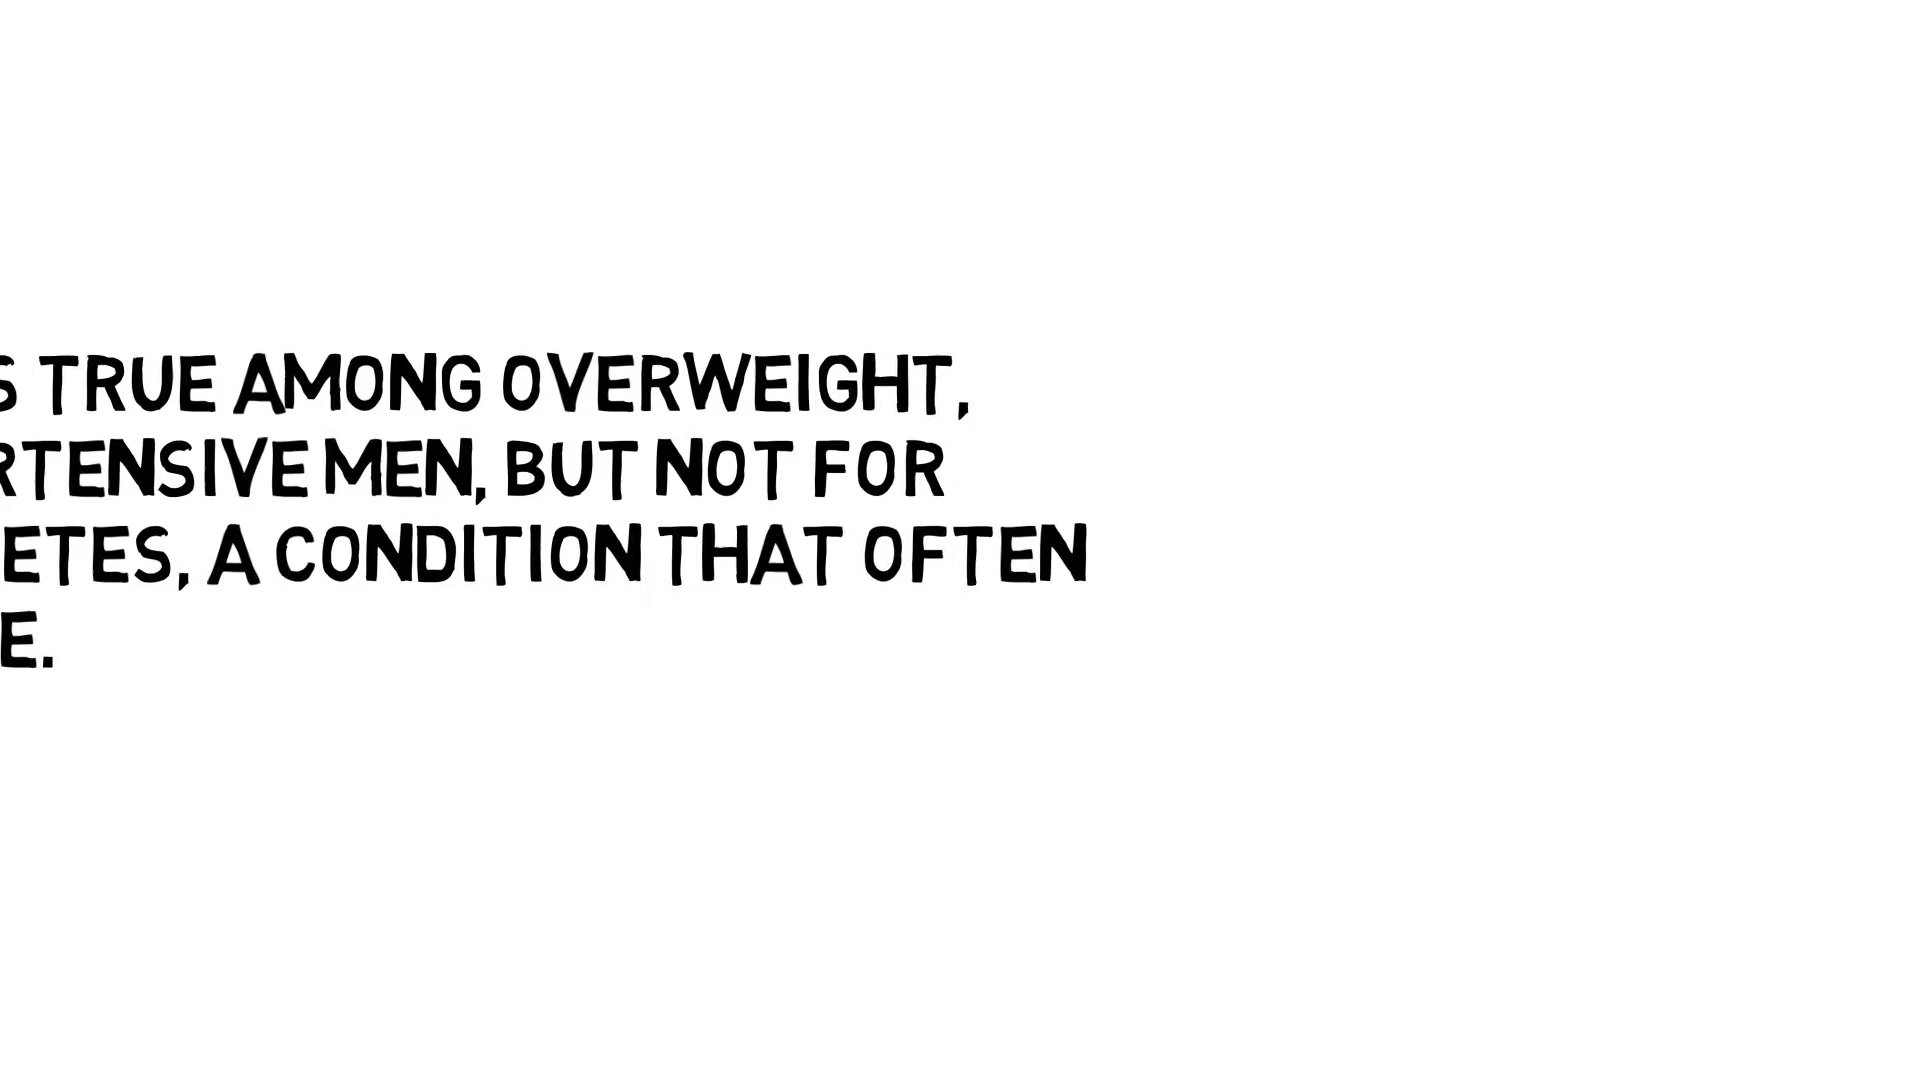 S TRUE AMONG OVERWEIGHT,
RTENSIVE MEN, BUT NOT FOR
ETES, A CONDITION THAT OFTEN
E.